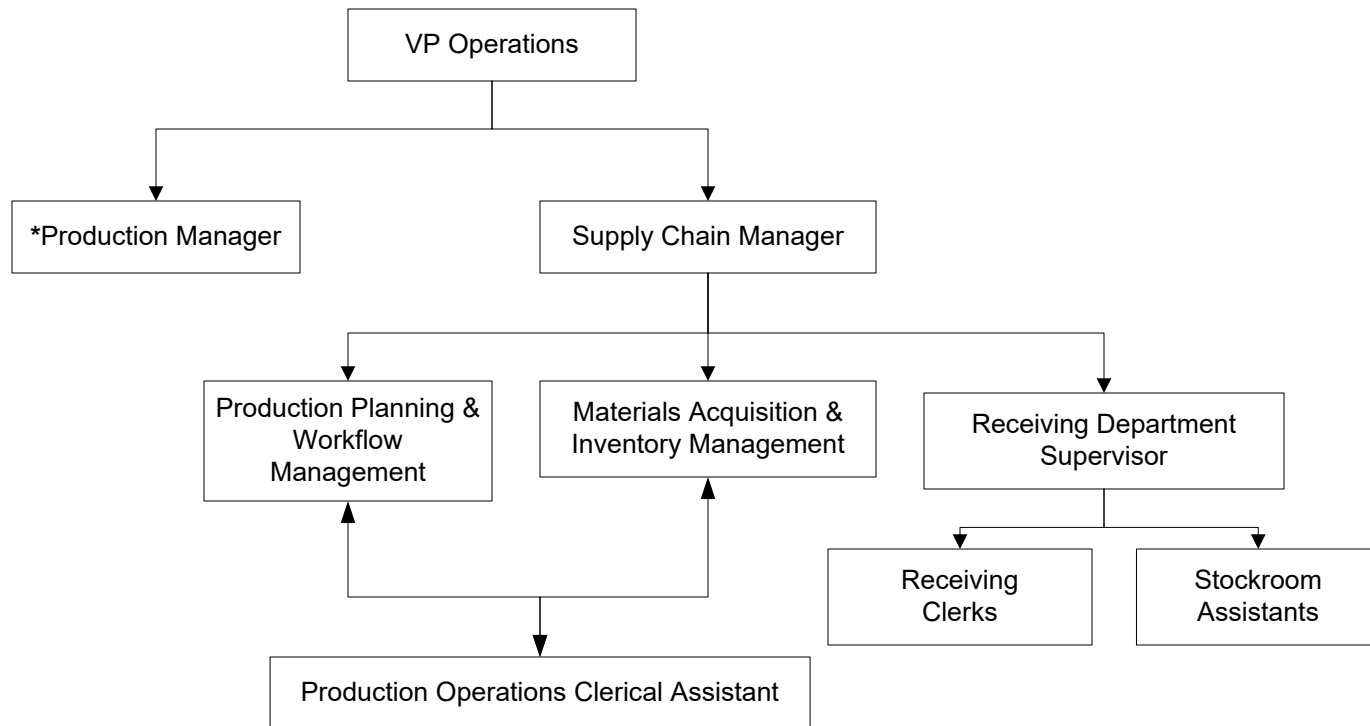 VP Operations
*Production Manager
Supply Chain Manager
Production Planning &
Workflow
Management
Materials Acquisition &
Inventory Management
Receiving Department
Supervisor
Receiving
Clerks
Stockroom
Assistants
Production Operations Clerical Assistant